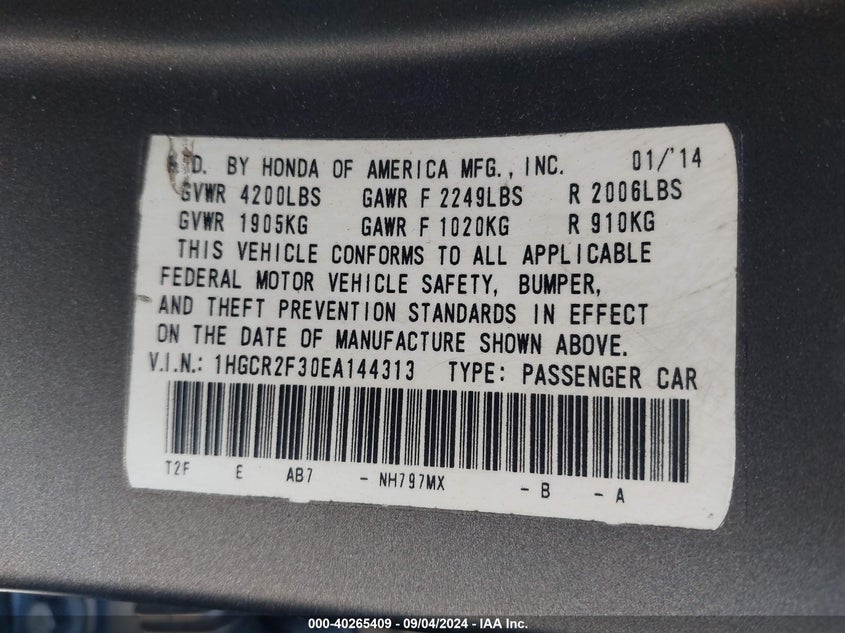 BY HONDA OF AMERICA MFG., INC. 01/'14
GVWR 4200LBS GAWR F 2249LBS R 2006LBS
GVWR 1905KG GAWR F 1020KG R 910KG
THIS VEHICLE CONFORMS TO ALL APPLICABLE
FEDERAL MOTOR VEHICLE SAFETY, BUMPER,
AND THEFT PREVENTION STANDARDS IN EFFECT
ON THE DATE OF MANUFACTURE SHOWN ABOVE.
V.I.N.: 1HGCR2F30EA144313 TYPE: PASSENGER CAR
T2F E AB7 - NH797MX - B - A
000-40265409 - 09/04/2024 - IAA Inc.